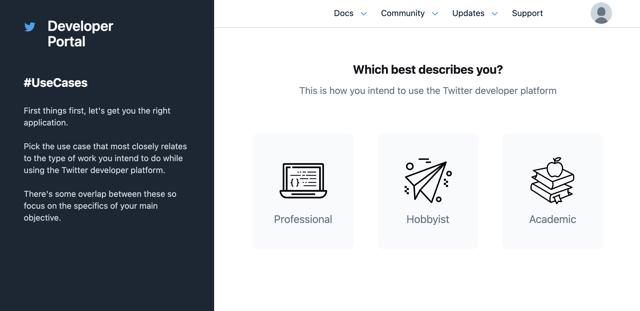 Developer
Portal
#UseCases
First things first, let's get you the right
application.
Pick the use case that most closely relates
to the type of work you intend to do while
using the Twitter developer platform.
There's some overlap between these so
focus on the specifics of your main
objective.
Docs Community Updates Support
Which best describes you?
This is how you intend to use the Twitter developer platform
{ }
Professional Hobbyist Academic